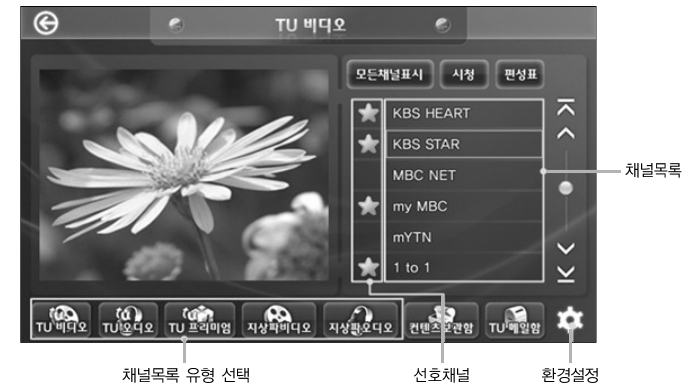 TU 비디오
모든채널표시 시청 편성표
KBS HEART
KBS STAR
MBC NET
my MBC
mYTN
1 to 1
채널목록
TU 비디오 TU오디오 TU 프리미엄 지상파비디오 지상파오디오 컨텐츠보관함 TU 메일함
채널목록 유형 선택 선호채널 환경설정